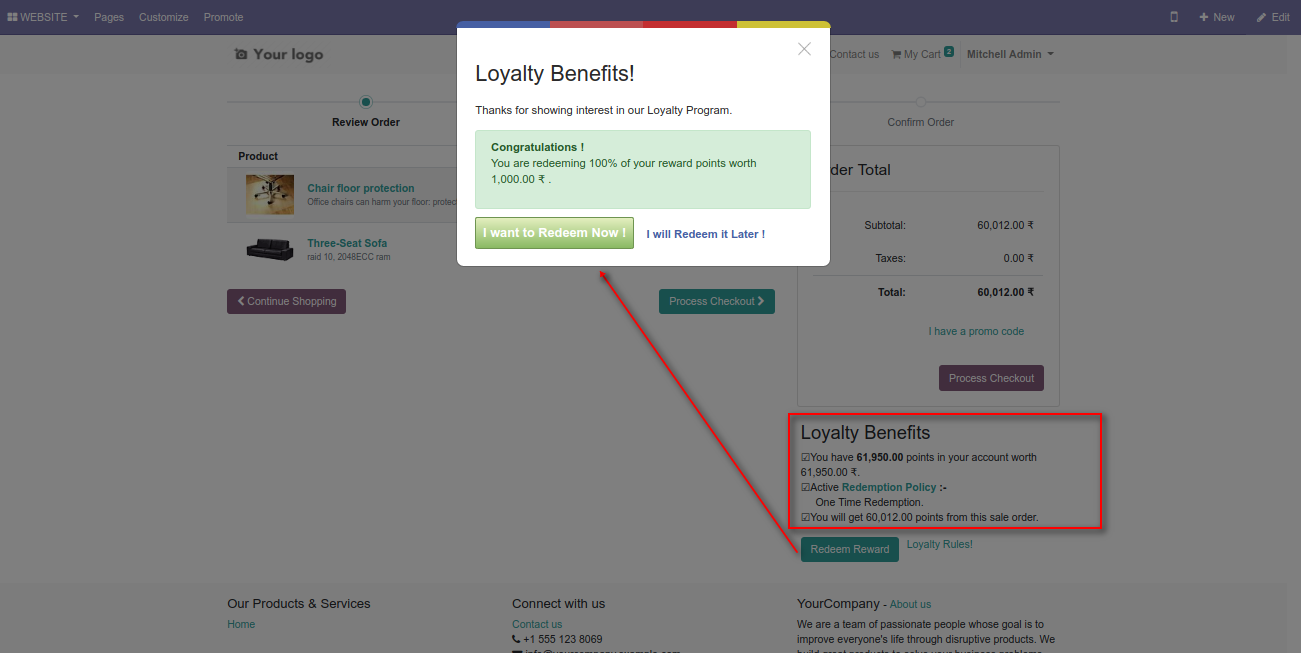 WEBSITE Pages Customize Promote New Edit
Your logo
Contact us My Cart 2 Mitchell Admin
Review Order
Confirm Order
Loyalty Benefits!
Thanks for showing interest in our Loyalty Program.
Congratulations !
You are redeeming 100% of your reward points worth
1,000.00 ₹ .
I want to Redeem Now ! I will Redeem it Later !
Product
Chair floor protection
Office chairs can harm your floor: protect
Three-Seat Sofa
raid 10, 2048ECC ram
Continue Shopping
Process Checkout
der Total
Subtotal: 60,012.00 ₹
Taxes: 0.00 ₹
Total: 60,012.00 ₹
I have a promo code
Process Checkout
Loyalty Benefits
☑You have 61,950.00 points in your account worth
61,950.00 ₹.
☑Active Redemption Policy :-
One Time Redemption.
☑You will get 60,012.00 points from this sale order.
Redeem Reward Loyalty Rules!
Our Products & Services
Home
Connect with us
Contact us
+1 555 123 8069
YourCompany - About us
We are a team of passionate people whose goal is to
improve everyone's life through disruptive products. We